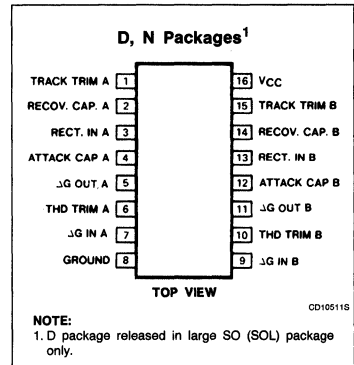 D, N Packages1
TRACK TRIM A 1
RECOV. CAP. A 2
RECT. IN A 3
ATTACK CAP A 4
ΔG OUT A 5
THD TRIM A 6
ΔG IN A 7
GROUND 8
16 VCC
15 TRACK TRIM B
14 RECOV. CAP. B
13 RECT. IN B
12 ATTACK CAP B
11 ΔG OUT B
10 THD TRIM B
9 ΔG IN B
TOP VIEW
CD10511S
NOTE:
1. D package released in large SO (SOL) package
only.